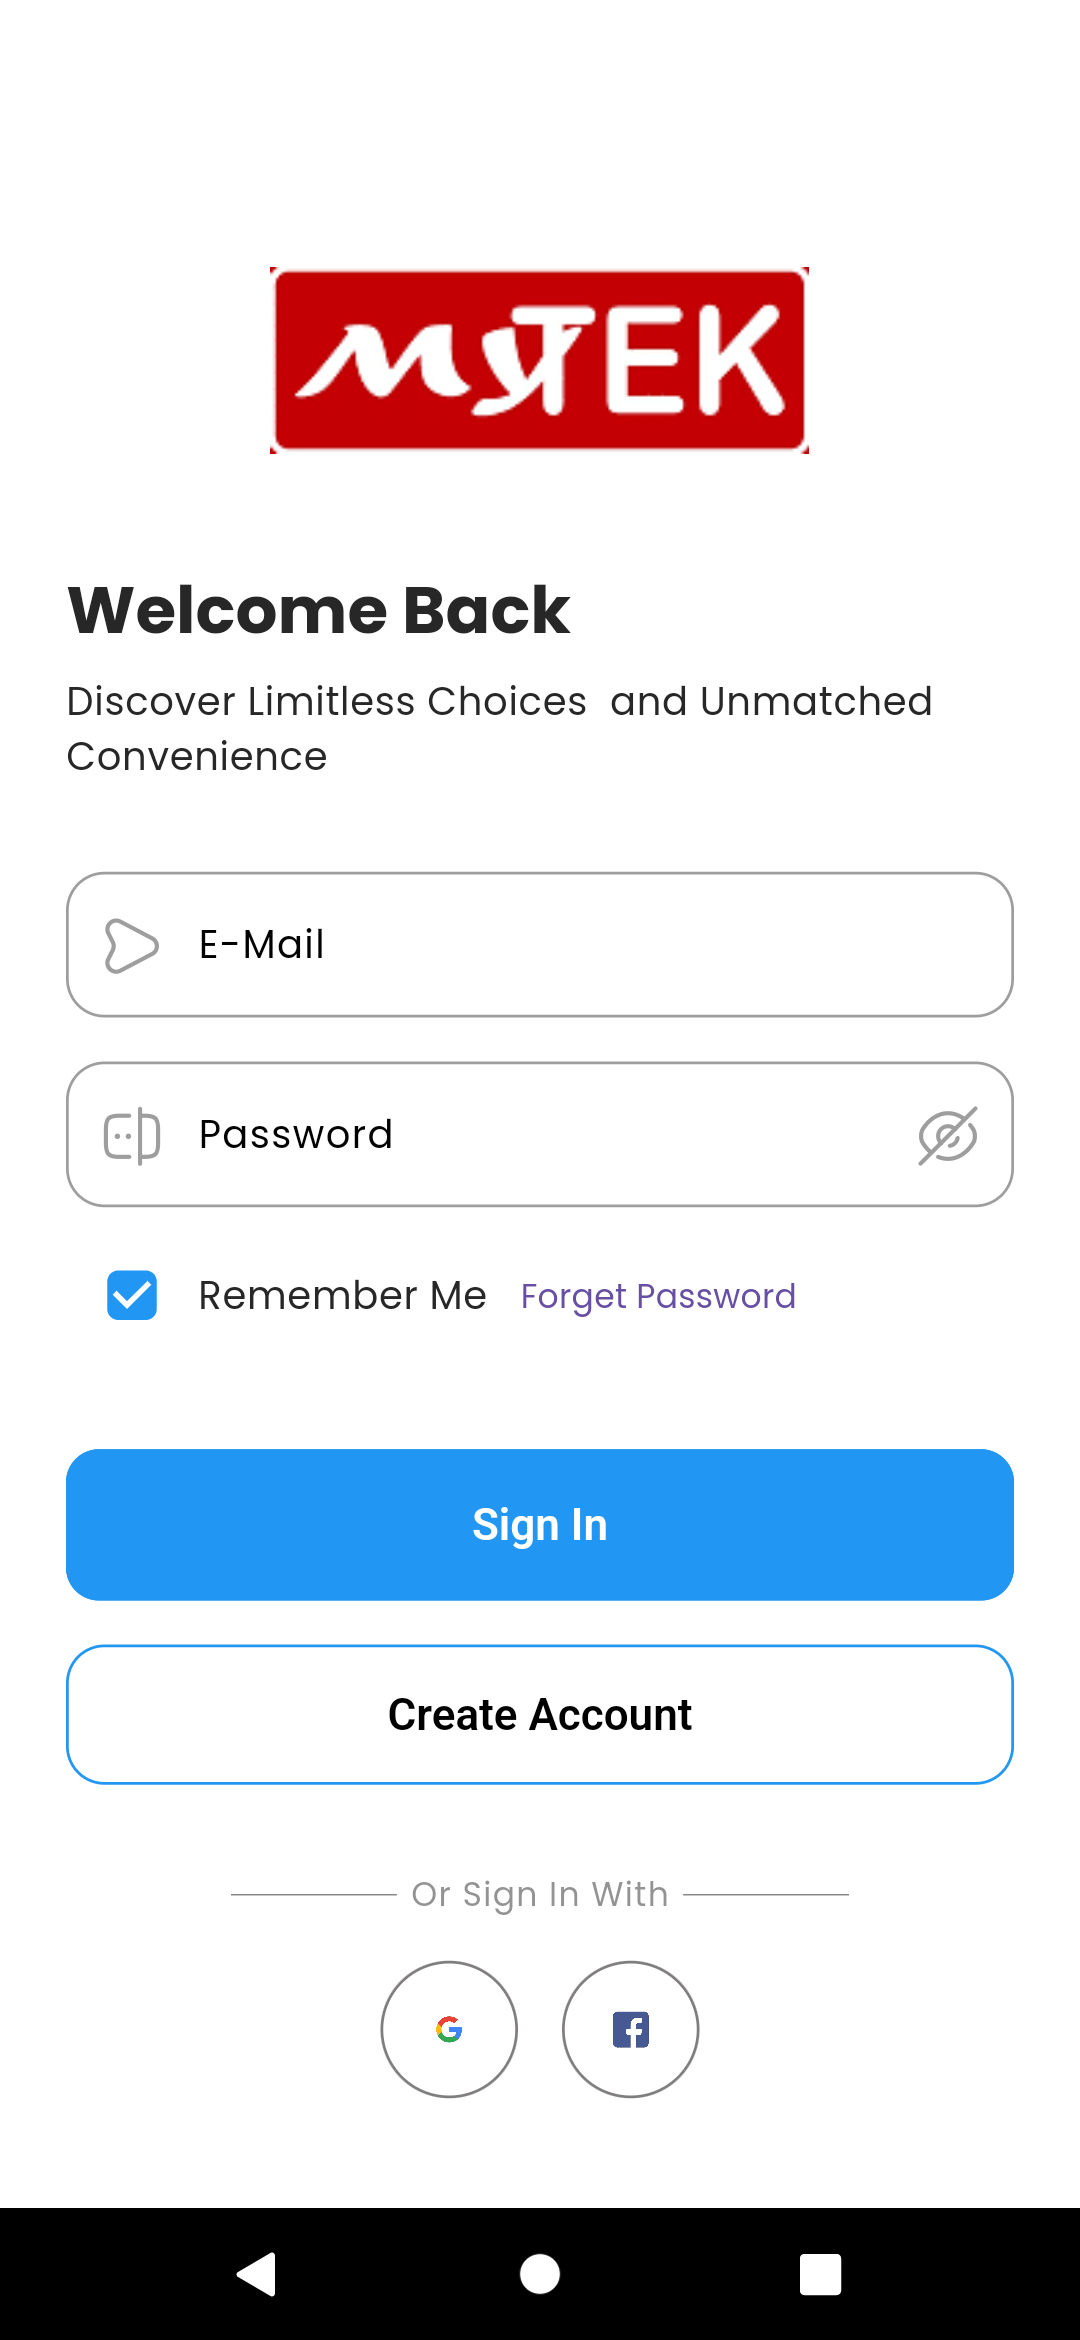 MYTEK
Welcome Back
Discover Limitless Choices  and Unmatched
Convenience
E-Mail
Password
Remember Me Forget Password
Sign In
Create Account
Or Sign In With